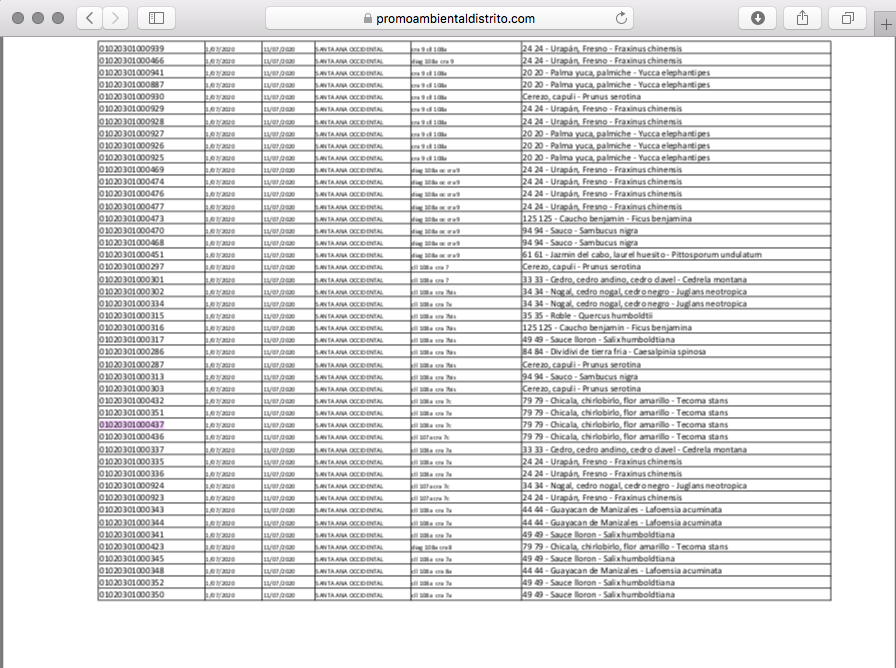 promoambientaldistrito.com
01020301000939 1/07/2020 11/07/2020 SANTA ANA OCCIDENTAL cra 9 cll 108a 24 24 - Urapán, Fresno - Fraxinus chinensis
01020301000466 1/07/2020 11/07/2020 SANTA ANA OCCIDENTAL diag 108a cra 9 24 24 - Urapán, Fresno - Fraxinus chinensis
01020301000941 1/07/2020 11/07/2020 SANTA ANA OCCIDENTAL cra 9 cll 108a 20 20 - Palma yuca, palmiche - Yucca elephantipes
01020301000887 1/07/2020 11/07/2020 SANTA ANA OCCIDENTAL cra 9 cll 108a 20 20 - Palma yuca, palmiche - Yucca elephantipes
01020301000930 1/07/2020 11/07/2020 SANTA ANA OCCIDENTAL cra 9 cll 108a Cerezo, capuli - Prunus serotina
01020301000929 1/07/2020 11/07/2020 SANTA ANA OCCIDENTAL cra 9 cll 108a 24 24 - Urapán, Fresno - Fraxinus chinensis
01020301000928 1/07/2020 11/07/2020 SANTA ANA OCCIDENTAL cra 9 cll 108a 24 24 - Urapán, Fresno - Fraxinus chinensis
01020301000927 1/07/2020 11/07/2020 SANTA ANA OCCIDENTAL cra 9 cll 108a 20 20 - Palma yuca, palmiche - Yucca elephantipes
01020301000926 1/07/2020 11/07/2020 SANTA ANA OCCIDENTAL cra 9 cll 108a 20 20 - Palma yuca, palmiche - Yucca elephantipes
01020301000925 1/07/2020 11/07/2020 SANTA ANA OCCIDENTAL cra 9 cll 108a 20 20 - Palma yuca, palmiche - Yucca elephantipes
01020301000469 1/07/2020 11/07/2020 SANTA ANA OCCIDENTAL diag 108a oc cra 9 24 24 - Urapán, Fresno - Fraxinus chinensis
01020301000474 1/07/2020 11/07/2020 SANTA ANA OCCIDENTAL diag 108a oc cra 9 24 24 - Urapán, Fresno - Fraxinus chinensis
01020301000476 1/07/2020 11/07/2020 SANTA ANA OCCIDENTAL diag 108a oc cra 9 24 24 - Urapán, Fresno - Fraxinus chinensis
01020301000477 1/07/2020 11/07/2020 SANTA ANA OCCIDENTAL diag 108a oc cra 9 24 24 - Urapán, Fresno - Fraxinus chinensis
01020301000473 1/07/2020 11/07/2020 SANTA ANA OCCIDENTAL diag 108a oc cra 9 125 125 - Caucho benjamin - Ficus benjamina
01020301000470 1/07/2020 11/07/2020 SANTA ANA OCCIDENTAL diag 108a oc cra 9 94 94 - Sauco - Sambucus nigra
01020301000468 1/07/2020 11/07/2020 SANTA ANA OCCIDENTAL diag 108a oc cra 9 94 94 - Sauco - Sambucus nigra
01020301000451 1/07/2020 11/07/2020 SANTA ANA OCCIDENTAL diag 108a oc cra 9 61 61 - Jazmin del cabo, laurel huesito - Pittosporum undulatum
01020301000297 1/07/2020 11/07/2020 SANTA ANA OCCIDENTAL cll 108a cra 7 Cerezo, capuli - Prunus serotina
01020301000301 1/07/2020 11/07/2020 SANTA ANA OCCIDENTAL cll 108a cra 7 33 33 - Cedro, cedro andino, cedro clavel - Cedrela montana
01020301000302 1/07/2020 11/07/2020 SANTA ANA OCCIDENTAL cll 108a cra 7bis 34 34 - Nogal, cedro nogal, cedro negro - Juglans neotropica
01020301000334 1/07/2020 11/07/2020 SANTA ANA OCCIDENTAL cll 108a cra 7a 34 34 - Nogal, cedro nogal, cedro negro - Juglans neotropica
01020301000315 1/07/2020 11/07/2020 SANTA ANA OCCIDENTAL cll 108a cra 7bis 35 35 - Roble - Quercus humboldtii
01020301000316 1/07/2020 11/07/2020 SANTA ANA OCCIDENTAL cll 108a cra 7bis 125 125 - Caucho benjamin - Ficus benjamina
01020301000317 1/07/2020 11/07/2020 SANTA ANA OCCIDENTAL cll 108a cra 7bis 49 49 - Sauce lloron - Salix humboldtiana
01020301000286 1/07/2020 11/07/2020 SANTA ANA OCCIDENTAL cll 108a cra 7bis 84 84 - Dividivi de tierra fria - Caesalpinia spinosa
01020301000287 1/07/2020 11/07/2020 SANTA ANA OCCIDENTAL cll 108a cra 7bis Cerezo, capuli - Prunus serotina
01020301000313 1/07/2020 11/07/2020 SANTA ANA OCCIDENTAL cll 108a cra 7bis 94 94 - Sauco - Sambucus nigra
01020301000303 1/07/2020 11/07/2020 SANTA ANA OCCIDENTAL cll 108a cra 7bis Cerezo, capuli - Prunus serotina
01020301000432 1/07/2020 11/07/2020 SANTA ANA OCCIDENTAL cll 108a cra 7c 79 79 - Chicala, chirlobirlo, flor amarillo - Tecoma stans
01020301000351 1/07/2020 11/07/2020 SANTA ANA OCCIDENTAL cll 108a cra 7a 79 79 - Chicala, chirlobirlo, flor amarillo - Tecoma stans
01020301000437 1/07/2020 11/07/2020 SANTA ANA OCCIDENTAL cll 108a cra 7c 79 79 - Chicala, chirlobirlo, flor amarillo - Tecoma stans
01020301000436 1/07/2020 11/07/2020 SANTA ANA OCCIDENTAL cll 107a cra 7c 79 79 - Chicala, chirlobirlo, flor amarillo - Tecoma stans
01020301000337 1/07/2020 11/07/2020 SANTA ANA OCCIDENTAL cll 108a cra 7a 33 33 - Cedro, cedro andino, cedro clavel - Cedrela montana
01020301000335 1/07/2020 11/07/2020 SANTA ANA OCCIDENTAL cll 108a cra 7a 24 24 - Urapán, Fresno - Fraxinus chinensis
01020301000336 1/07/2020 11/07/2020 SANTA ANA OCCIDENTAL cll 108a cra 7a 24 24 - Urapán, Fresno - Fraxinus chinensis
01020301000924 1/07/2020 11/07/2020 SANTA ANA OCCIDENTAL cll 107a cra 7c 34 34 - Nogal, cedro nogal, cedro negro - Juglans neotropica
01020301000923 1/07/2020 11/07/2020 SANTA ANA OCCIDENTAL cll 107a cra 7c 24 24 - Urapán, Fresno - Fraxinus chinensis
01020301000343 1/07/2020 11/07/2020 SANTA ANA OCCIDENTAL cll 108a cra 7a 44 44 - Guayacan de Manizales - Lafoensia acuminata
01020301000344 1/07/2020 11/07/2020 SANTA ANA OCCIDENTAL cll 108a cra 7a 44 44 - Guayacan de Manizales - Lafoensia acuminata
01020301000341 1/07/2020 11/07/2020 SANTA ANA OCCIDENTAL cll 108a cra 7a 49 49 - Sauce lloron - Salix humboldtiana
01020301000423 1/07/2020 11/07/2020 SANTA ANA OCCIDENTAL diag 108a cra 8 79 79 - Chicala, chirlobirlo, flor amarillo - Tecoma stans
01020301000345 1/07/2020 11/07/2020 SANTA ANA OCCIDENTAL cll 108a cra 7a 49 49 - Sauce lloron - Salix humboldtiana
01020301000348 1/07/2020 11/07/2020 SANTA ANA OCCIDENTAL cll 108a cra 8a 44 44 - Guayacan de Manizales - Lafoensia acuminata
01020301000352 1/07/2020 11/07/2020 SANTA ANA OCCIDENTAL cll 108a cra 7a 49 49 - Sauce lloron - Salix humboldtiana
01020301000350 1/07/2020 11/07/2020 SANTA ANA OCCIDENTAL cll 108a cra 7a 49 49 - Sauce lloron - Salix humboldtiana